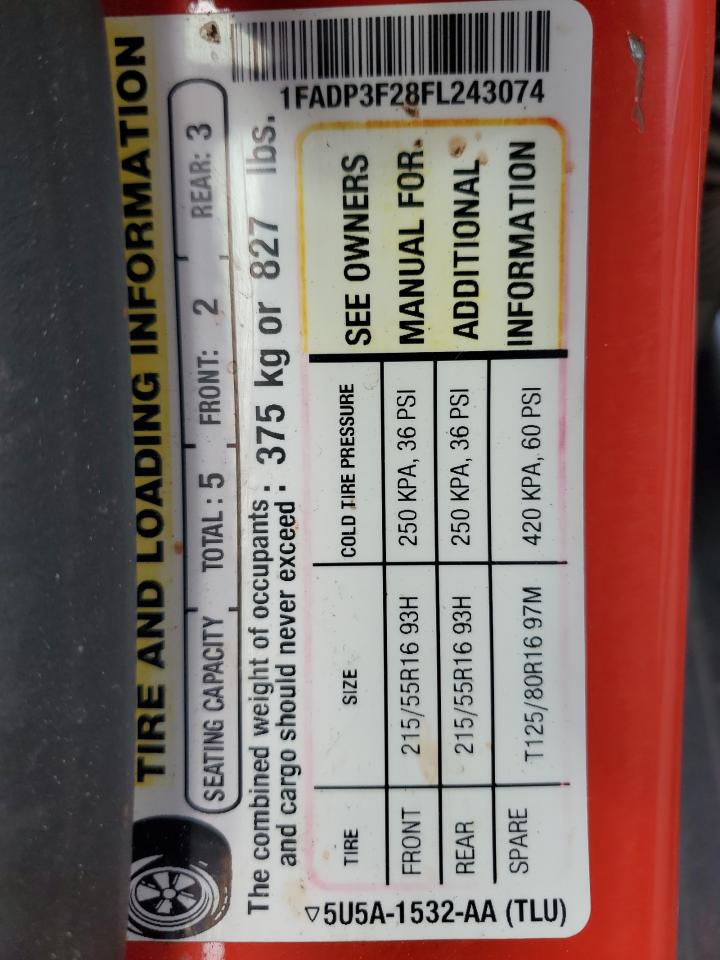 TIRE AND LOADING INFORMATION
SEATING CAPACITY TOTAL : 5 FRONT: 2 REAR: 3
The combined weight of occupants
and cargo should never exceed : 375 kg or 827 lbs.
TIRE SIZE COLD TIRE PRESSURE
FRONT 215/55R16 93H 250 KPA, 36 PSI
REAR 215/55R16 93H 250 KPA, 36 PSI
SPARE T125/80R16 97M 420 KPA, 60 PSI
SEE OWNERS
MANUAL FOR
ADDITIONAL
INFORMATION
5U5A-1532-AA (TLU)
1FADP3F28FL243074